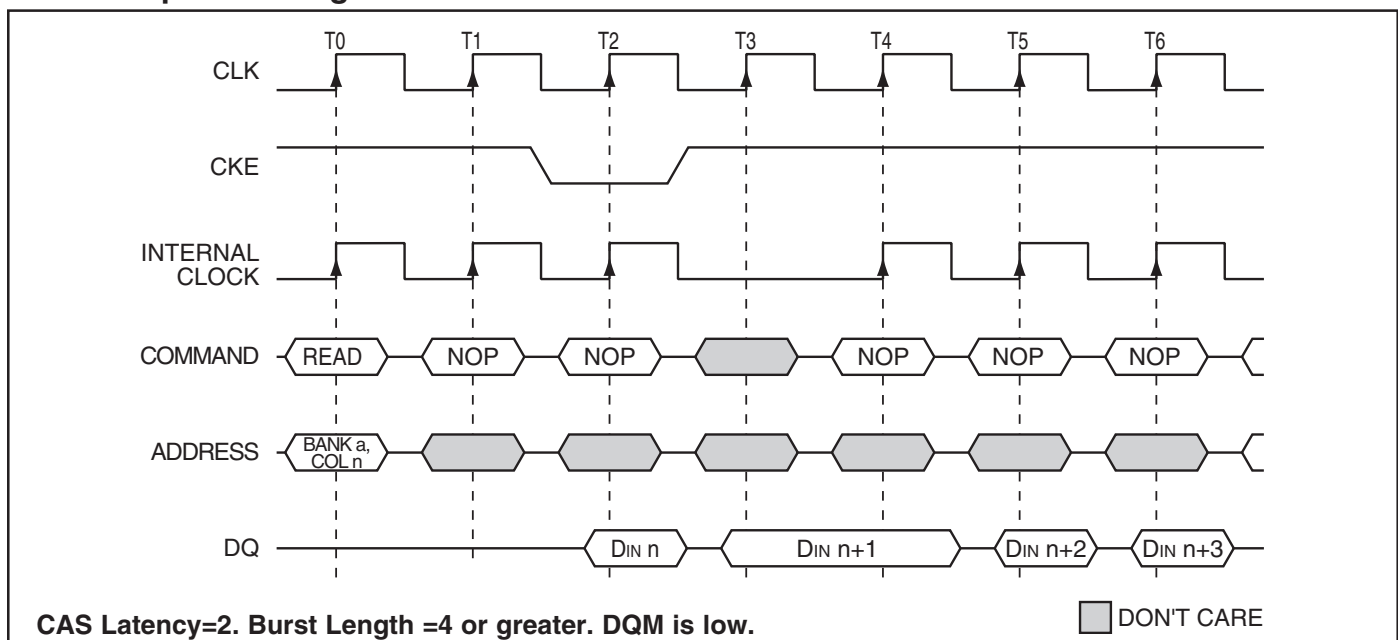 T0 T1 T2 T3 T4 T5 T6
CLK
CKE
INTERNAL
CLOCK
COMMAND READ NOP NOP NOP NOP NOP
ADDRESS BANK a,
COL n
DQ DIN n DIN n+1 DIN n+2 DIN n+3
CAS Latency=2. Burst Length =4 or greater. DQM is low.
DON'T CARE